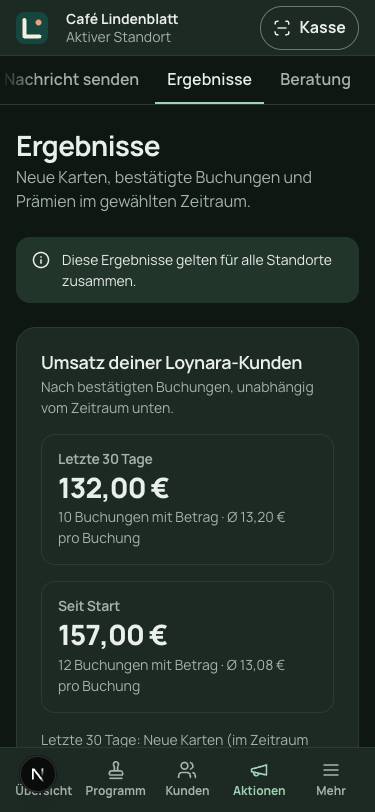 Café Lindenblatt
Aktiver Standort
Kasse
Nachricht senden
Ergebnisse
Beratung
Ergebnisse
Neue Karten, bestätigte Buchungen und
Prämien im gewählten Zeitraum.
Diese Ergebnisse gelten für alle Standorte
zusammen.
Umsatz deiner Loynara-Kunden
Nach bestätigten Buchungen, unabhängig
vom Zeitraum unten.
Letzte 30 Tage
132,00 €
10 Buchungen mit Betrag · Ø 13,20 €
pro Buchung
Seit Start
157,00 €
12 Buchungen mit Betrag · Ø 13,08 €
pro Buchung
Letzte 30 Tage: Neue Karten (im Zeitraum
N
Übersicht
Programm
Kunden
Aktionen
Mehr